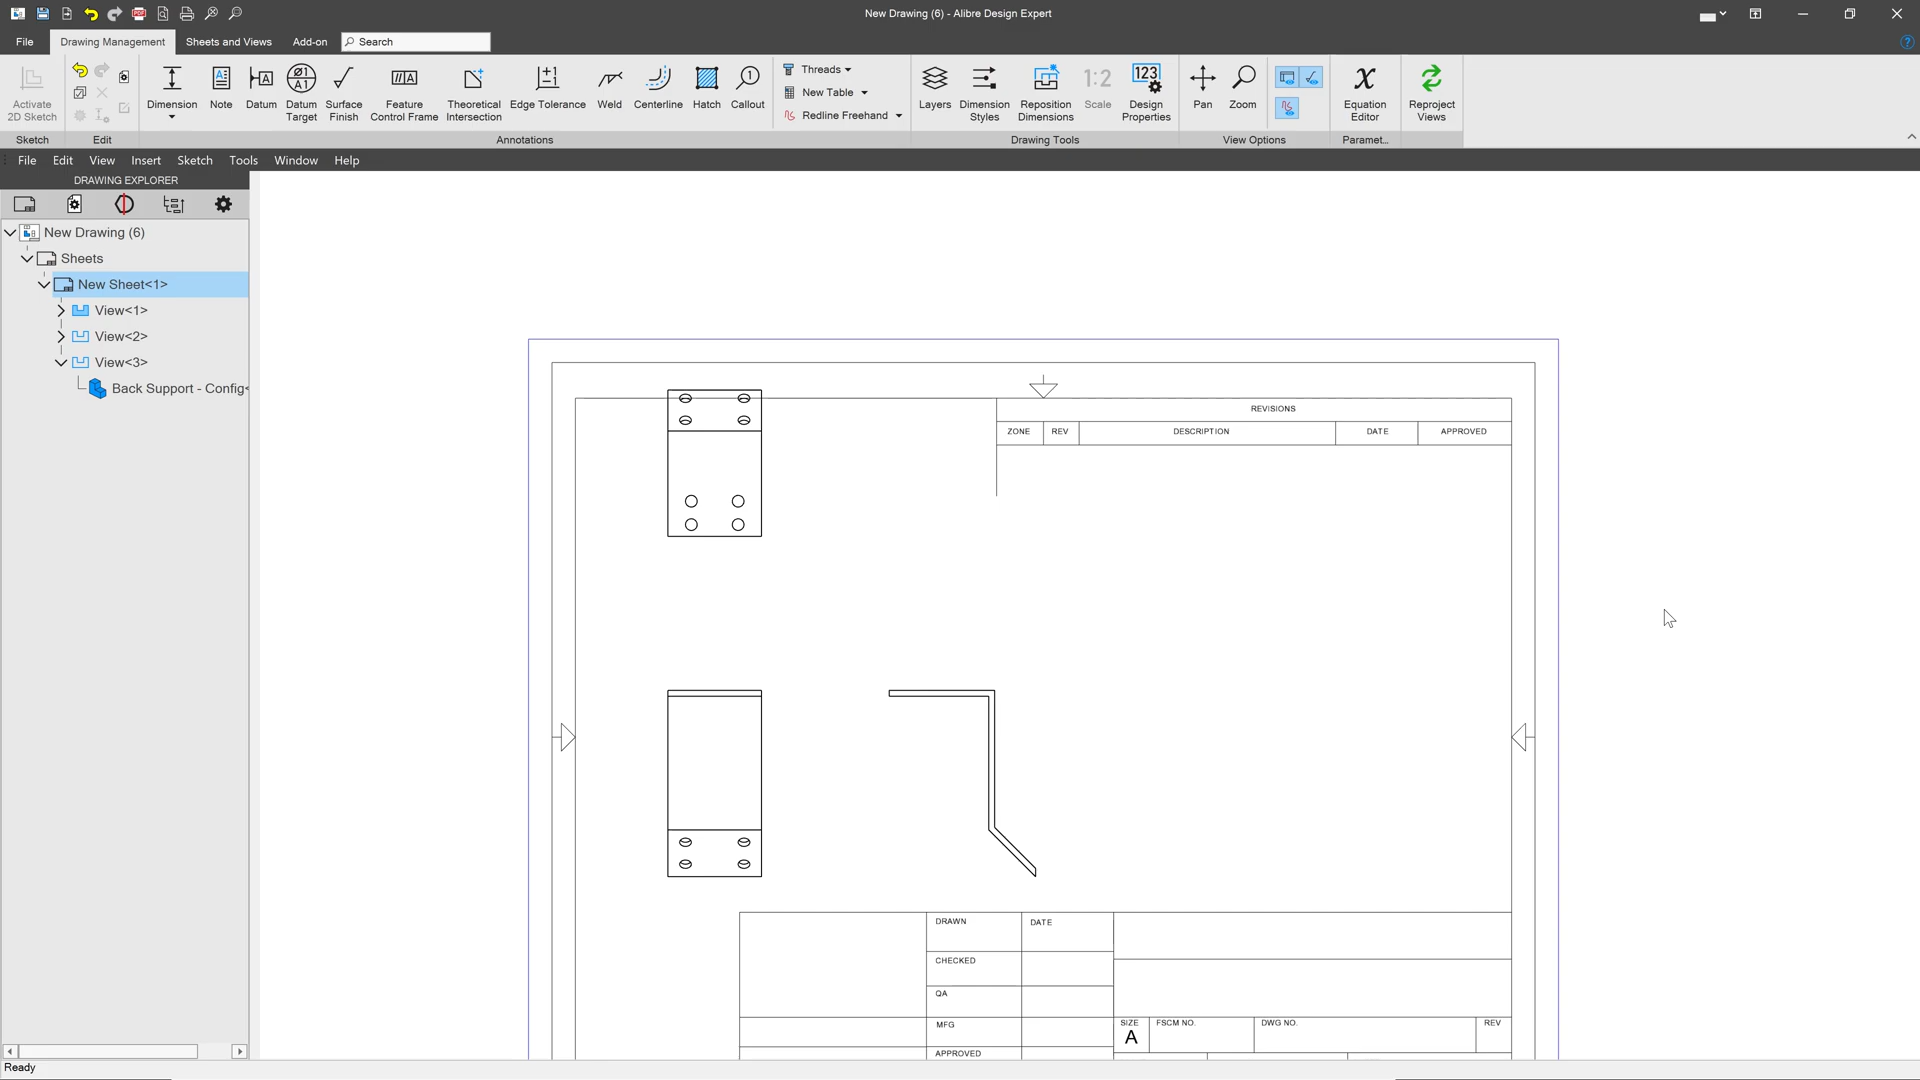 New Drawing (6) - Alibre Design Expert
File
Drawing Management
Sheets and Views
Add-on
Search
Activate
2D Sketch
Dimension
Note
Datum
Datum
Target
Surface
Finish
Feature
Control Frame
Theoretical
Intersection
Edge Tolerance
Weld
Centerline
Hatch
Callout
Threads
New Table
Redline Freehand
Layers
Dimension
Styles
Reposition
Dimensions
1:2
Scale
123
Design
Properties
Pan
Zoom
Equation
Editor
Reproject
Views
Sketch
Edit
Annotations
Drawing Tools
View Options
Paramet...
File Edit View Insert Sketch Tools Window Help
DRAWING EXPLORER
New Drawing (6)
Sheets
New Sheet<1>
View<1>
View<2>
View<3>
Back Support - Config<
REVISIONS
ZONE REV DESCRIPTION DATE APPROVED
DRAWN DATE
CHECKED
QA
MFG
APPROVED
SIZE FSCM NO. DWG NO. REV
A
Ready